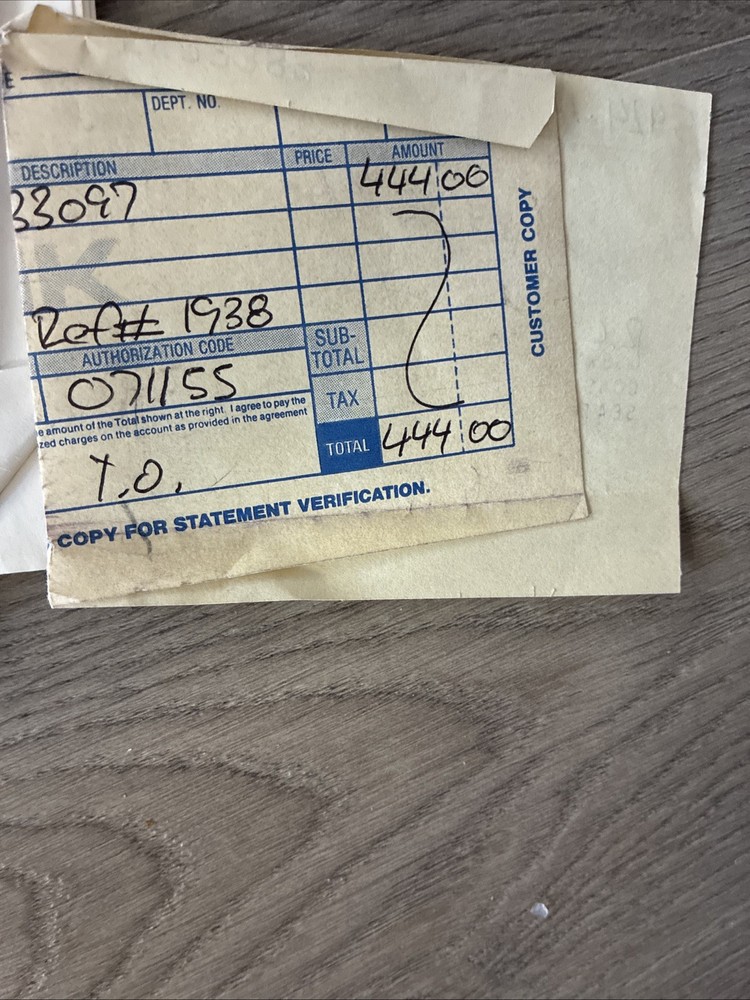 DEPT. NO.
DESCRIPTION PRICE AMOUNT
33097 444 00
Ref# 1938
AUTHORIZATION CODE SUB-
TOTAL
071155 TAX
e amount of the Total shown at the right. I agree to pay the
zed charges on the account as provided in the agreement
TOTAL 444 00
T.O.
COPY FOR STATEMENT VERIFICATION.
CUSTOMER COPY